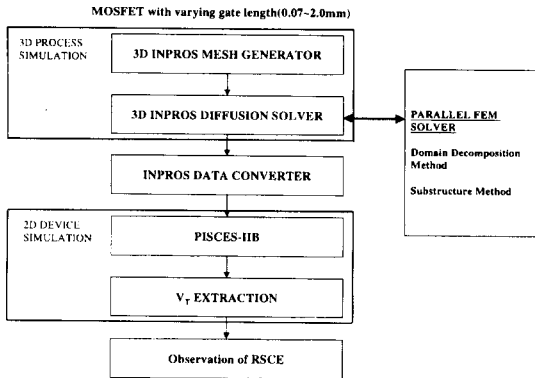 MOSFET with varying gate length(0.07~2.0mm)
3D PROCESS
SIMULATION
3D INPROS MESH GENERATOR
3D INPROS DIFFUSION SOLVER
PARALLEL FEM
SOLVER
Domain Decomposition
Method
Substructure Method
INPROS DATA CONVERTER
2D DEVICE
SIMULATION
PISCES-IIB
VT EXTRACTION
Observation of RSCE